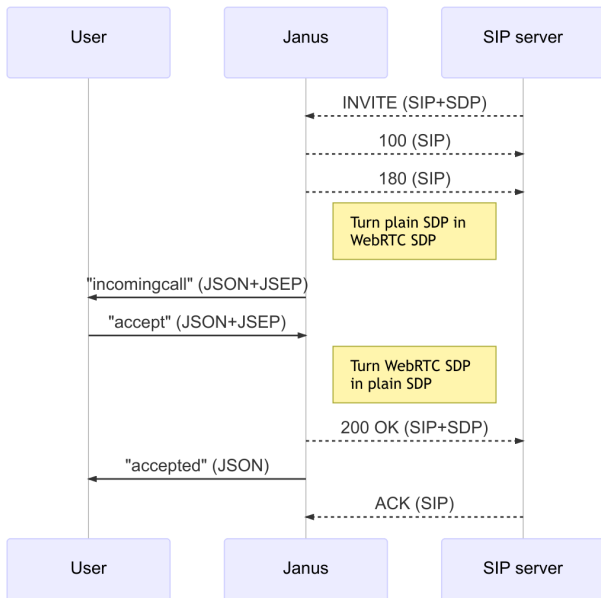 User
Janus
SIP server
INVITE (SIP+SDP)
100 (SIP)
180 (SIP)
Turn plain SDP in
WebRTC SDP
"incomingcall" (JSON+JSEP)
"accept" (JSON+JSEP)
Turn WebRTC SDP
in plain SDP
200 OK (SIP+SDP)
"accepted" (JSON)
ACK (SIP)
User
Janus
SIP server